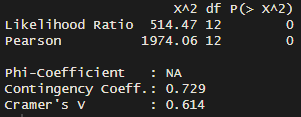 X^2 df P(> X^2)
Likelihood Ratio 514.47 12 0
Pearson 1974.06 12 0
Phi-Coefficient : NA
Contingency Coeff.: 0.729
Cramer's V : 0.614